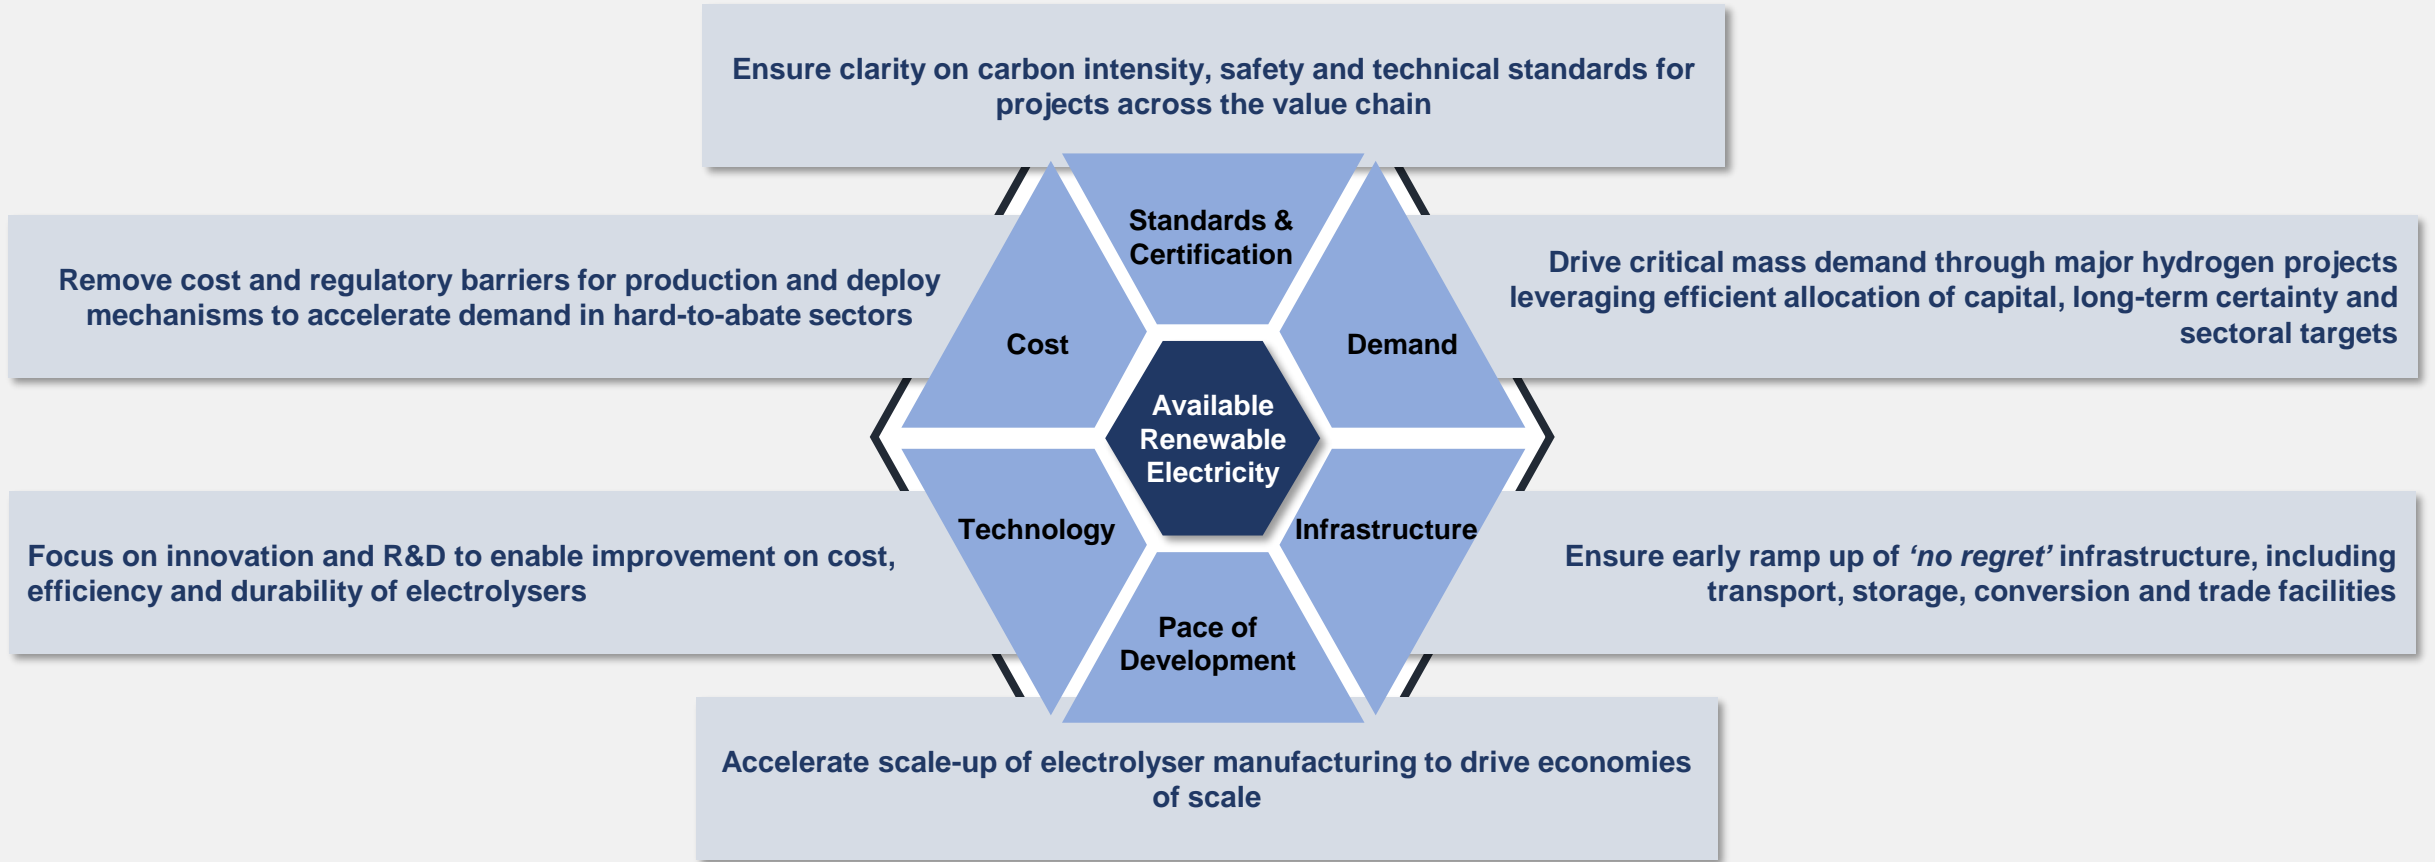 Ensure clarity on carbon intensity, safety and technical standards for
projects across the value chain
Standards &
Certification
Remove cost and regulatory barriers for production and deploy
mechanisms to accelerate demand in hard-to-abate sectors
Cost
Demand
Drive critical mass demand through major hydrogen projects
leveraging efficient allocation of capital, long-term certainty and
sectoral targets
Available
Renewable
Electricity
Focus on innovation and R&D to enable improvement on cost,
efficiency and durability of electrolysers
Technology
Infrastructure
Ensure early ramp up of ‘no regret’ infrastructure, including
transport, storage, conversion and trade facilities
Pace of
Development
Accelerate scale-up of electrolyser manufacturing to drive economies
of scale